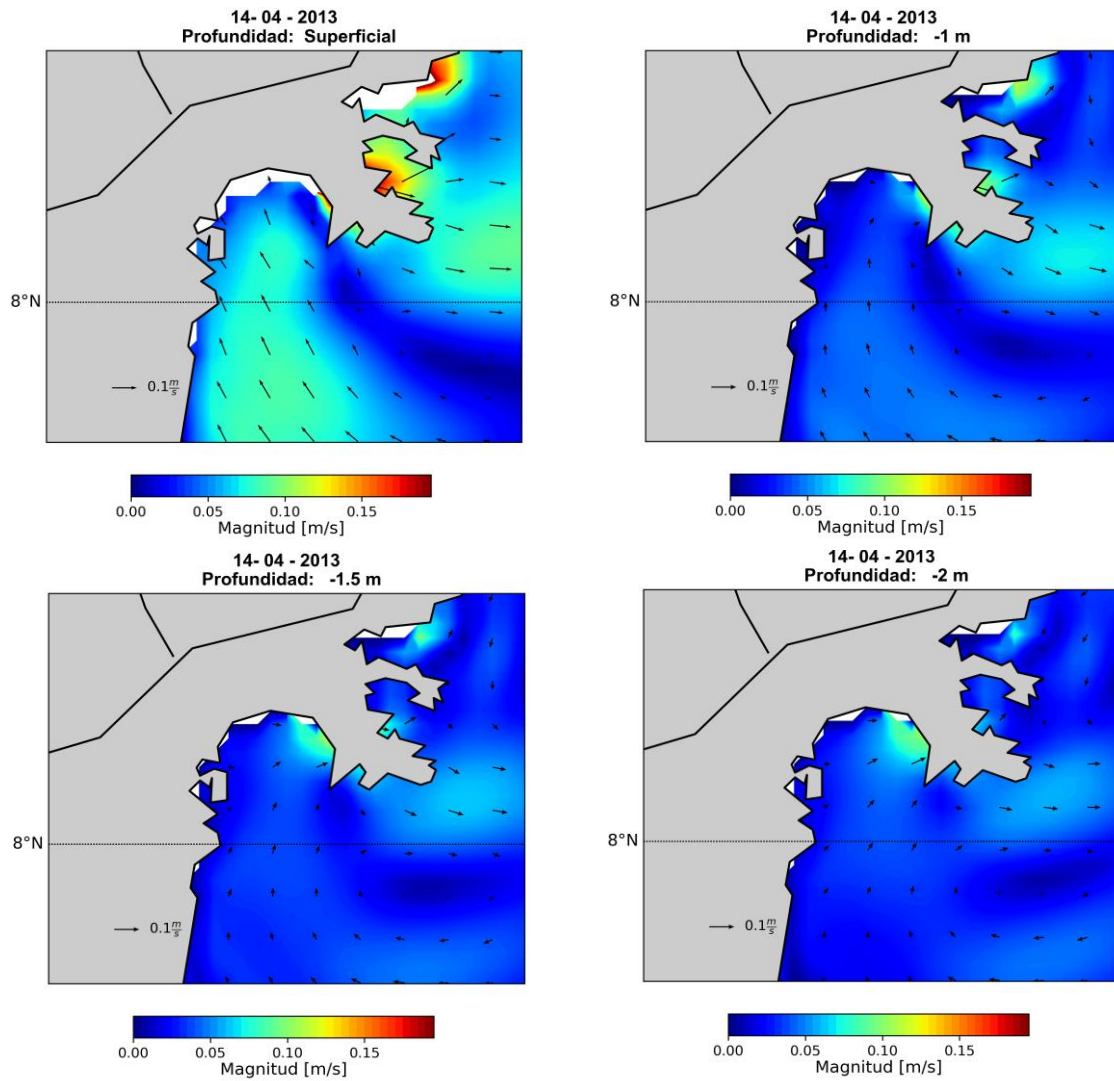 14- 04 - 2013
Profundidad: Superficial
8°N
0.1 m/s
0.00 0.05 0.10 0.15
Magnitud [m/s]
14- 04 - 2013
Profundidad: -1 m
8°N
0.1 m/s
0.00 0.05 0.10 0.15
Magnitud [m/s]
14- 04 - 2013
Profundidad: -1.5 m
8°N
0.1 m/s
0.00 0.05 0.10 0.15
Magnitud [m/s]
14- 04 - 2013
Profundidad: -2 m
8°N
0.1 m/s
0.00 0.05 0.10 0.15
Magnitud [m/s]